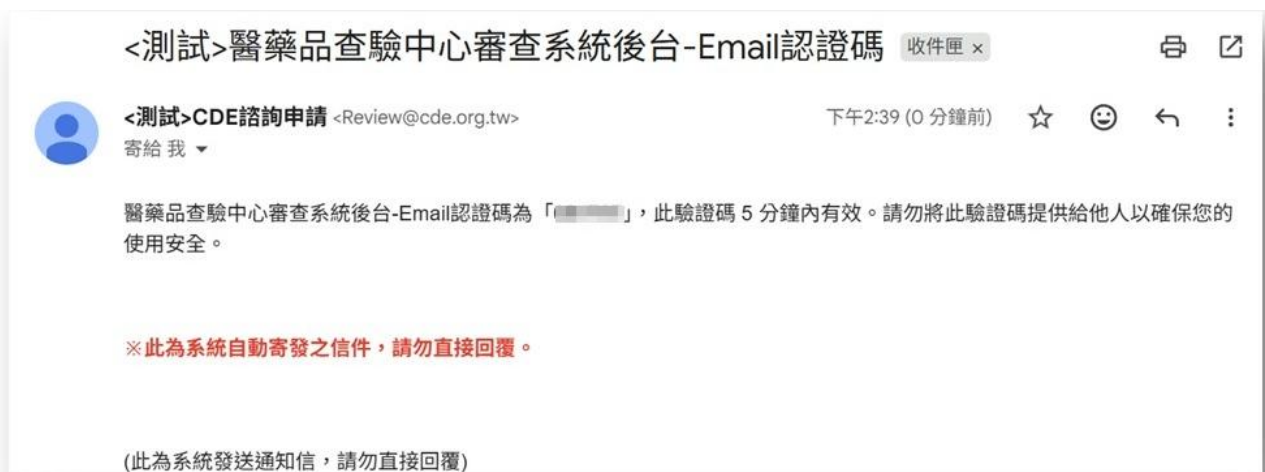 <測試>醫藥品查驗中心審查系統後台-Email認證碼 收件匣 ×
<測試>CDE諮詢申請 <Review@cde.org.tw>
下午2:39 (0 分鐘前)
寄給 我
醫藥品查驗中心審查系統後台-Email認證碼為「」，此驗證碼 5 分鐘內有效。請勿將此驗證碼提供給他人以確保您的
使用安全。
※此為系統自動寄發之信件，請勿直接回覆。
(此為系統發送通知信，請勿直接回覆)